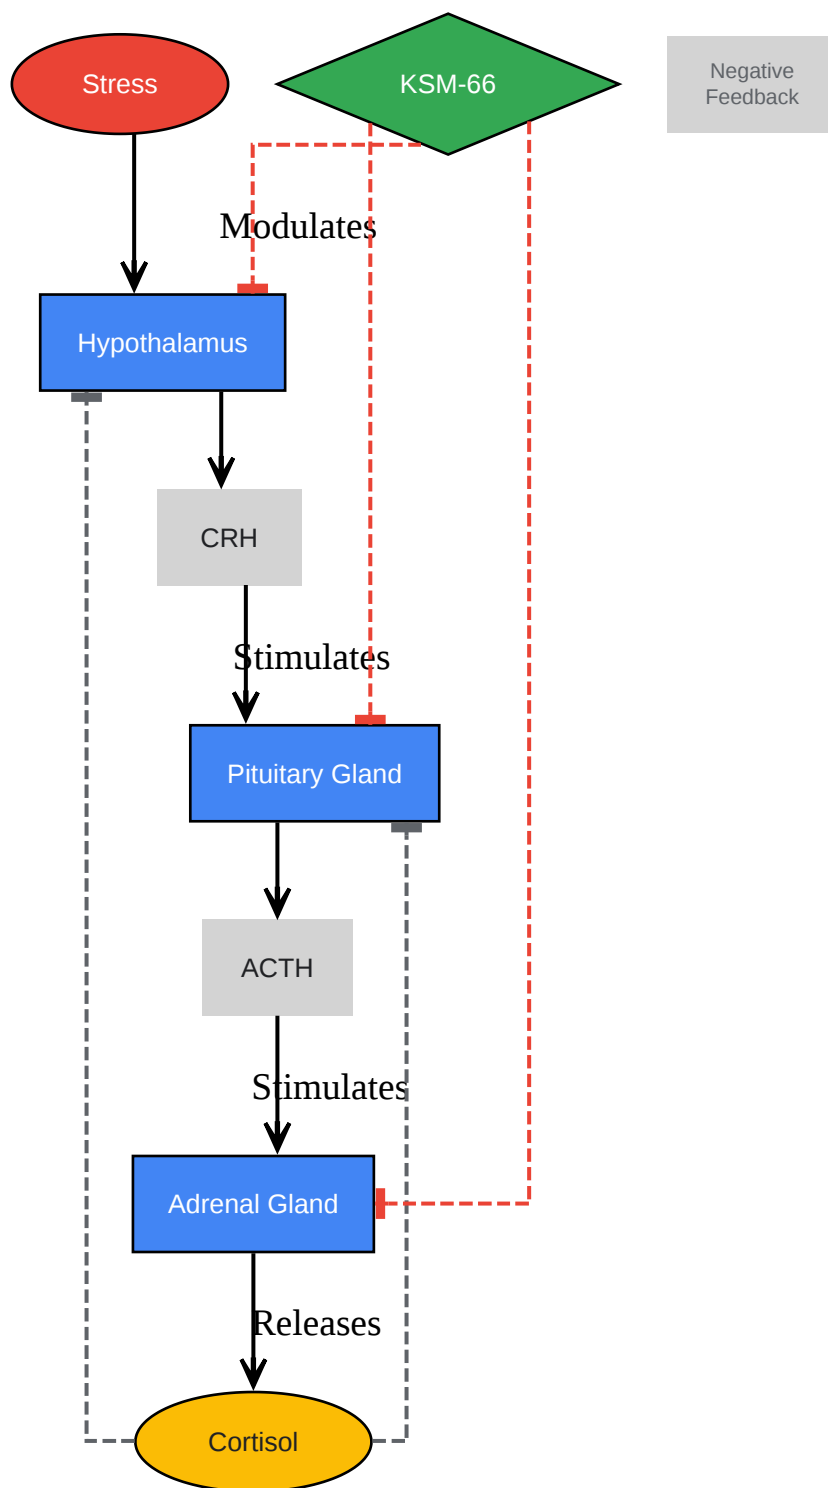 Stress
KSM-66
Negative
Feedback
Modulates
Hypothalamus
CRH
Stimulates
Pituitary Gland
ACTH
Stimulates
Adrenal Gland
Releases
Cortisol